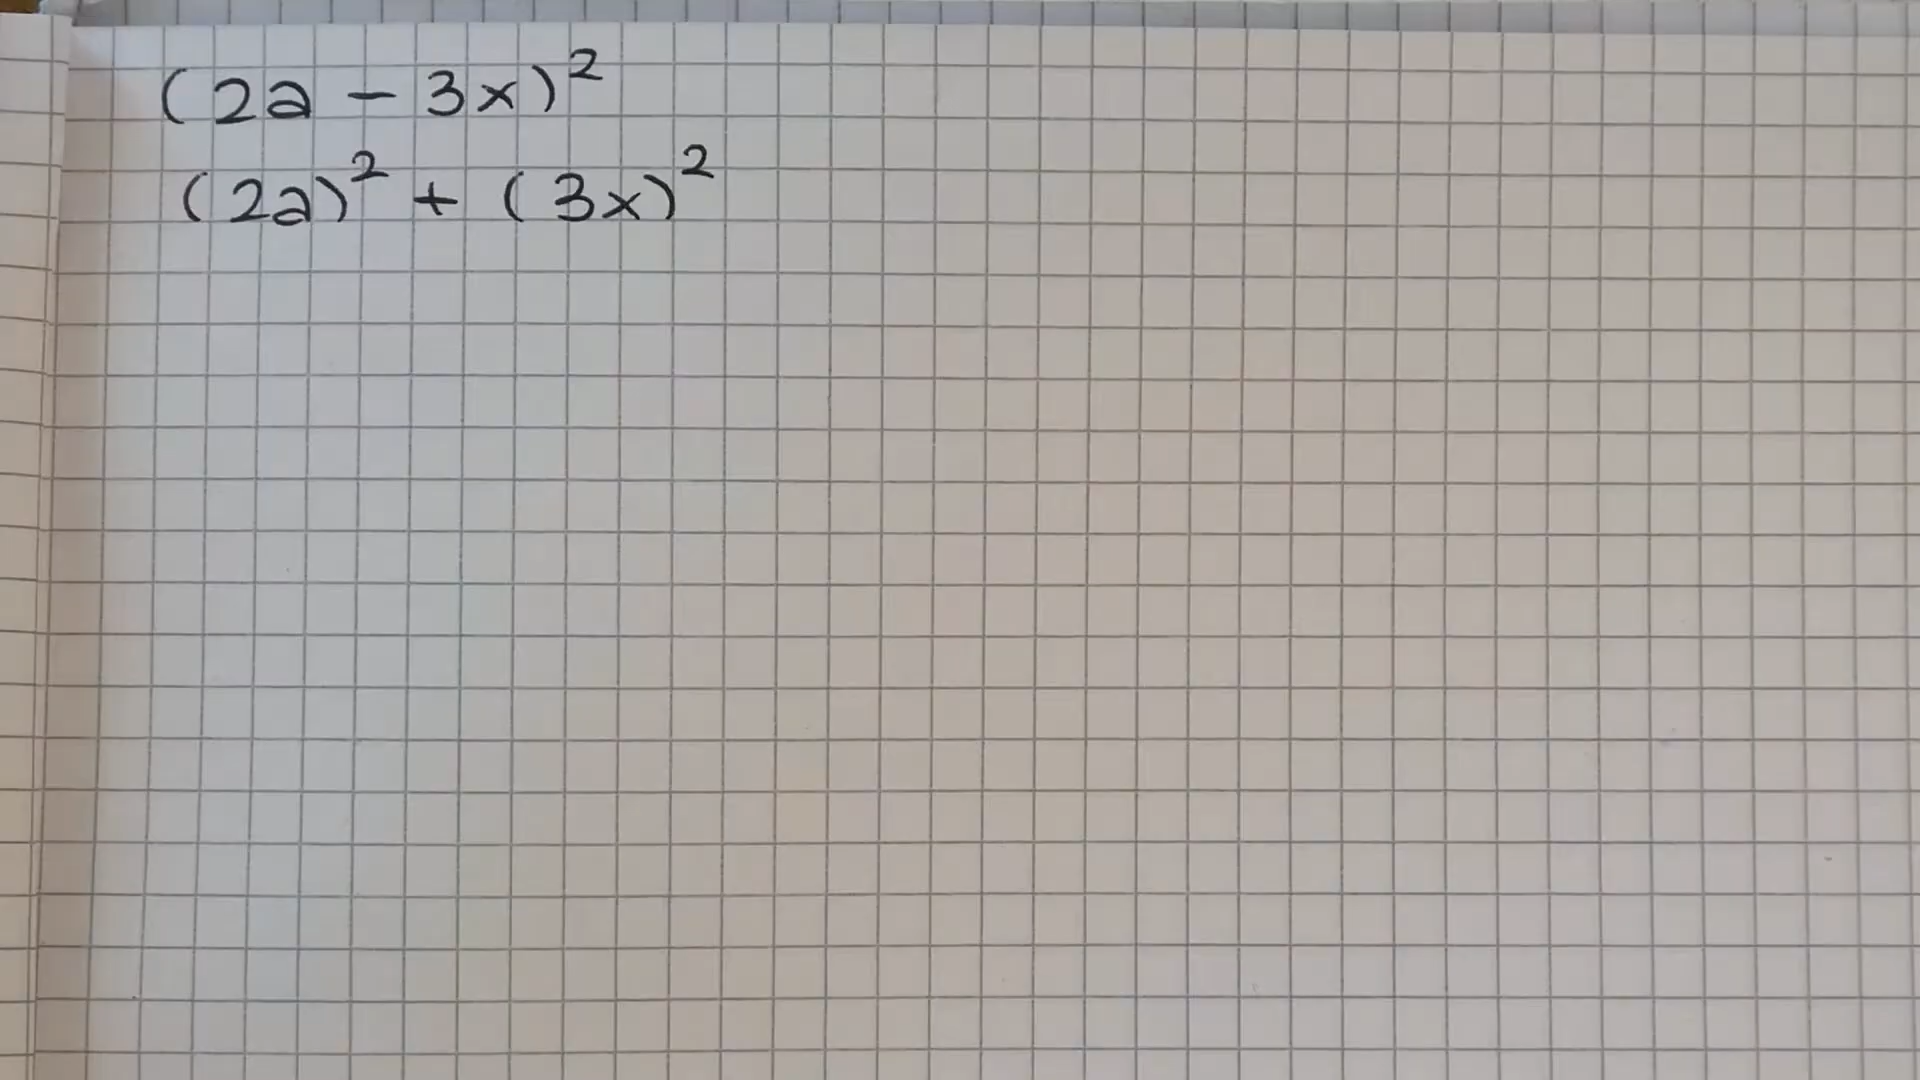 (2a - 3x)²
(2a)² + (3x)²